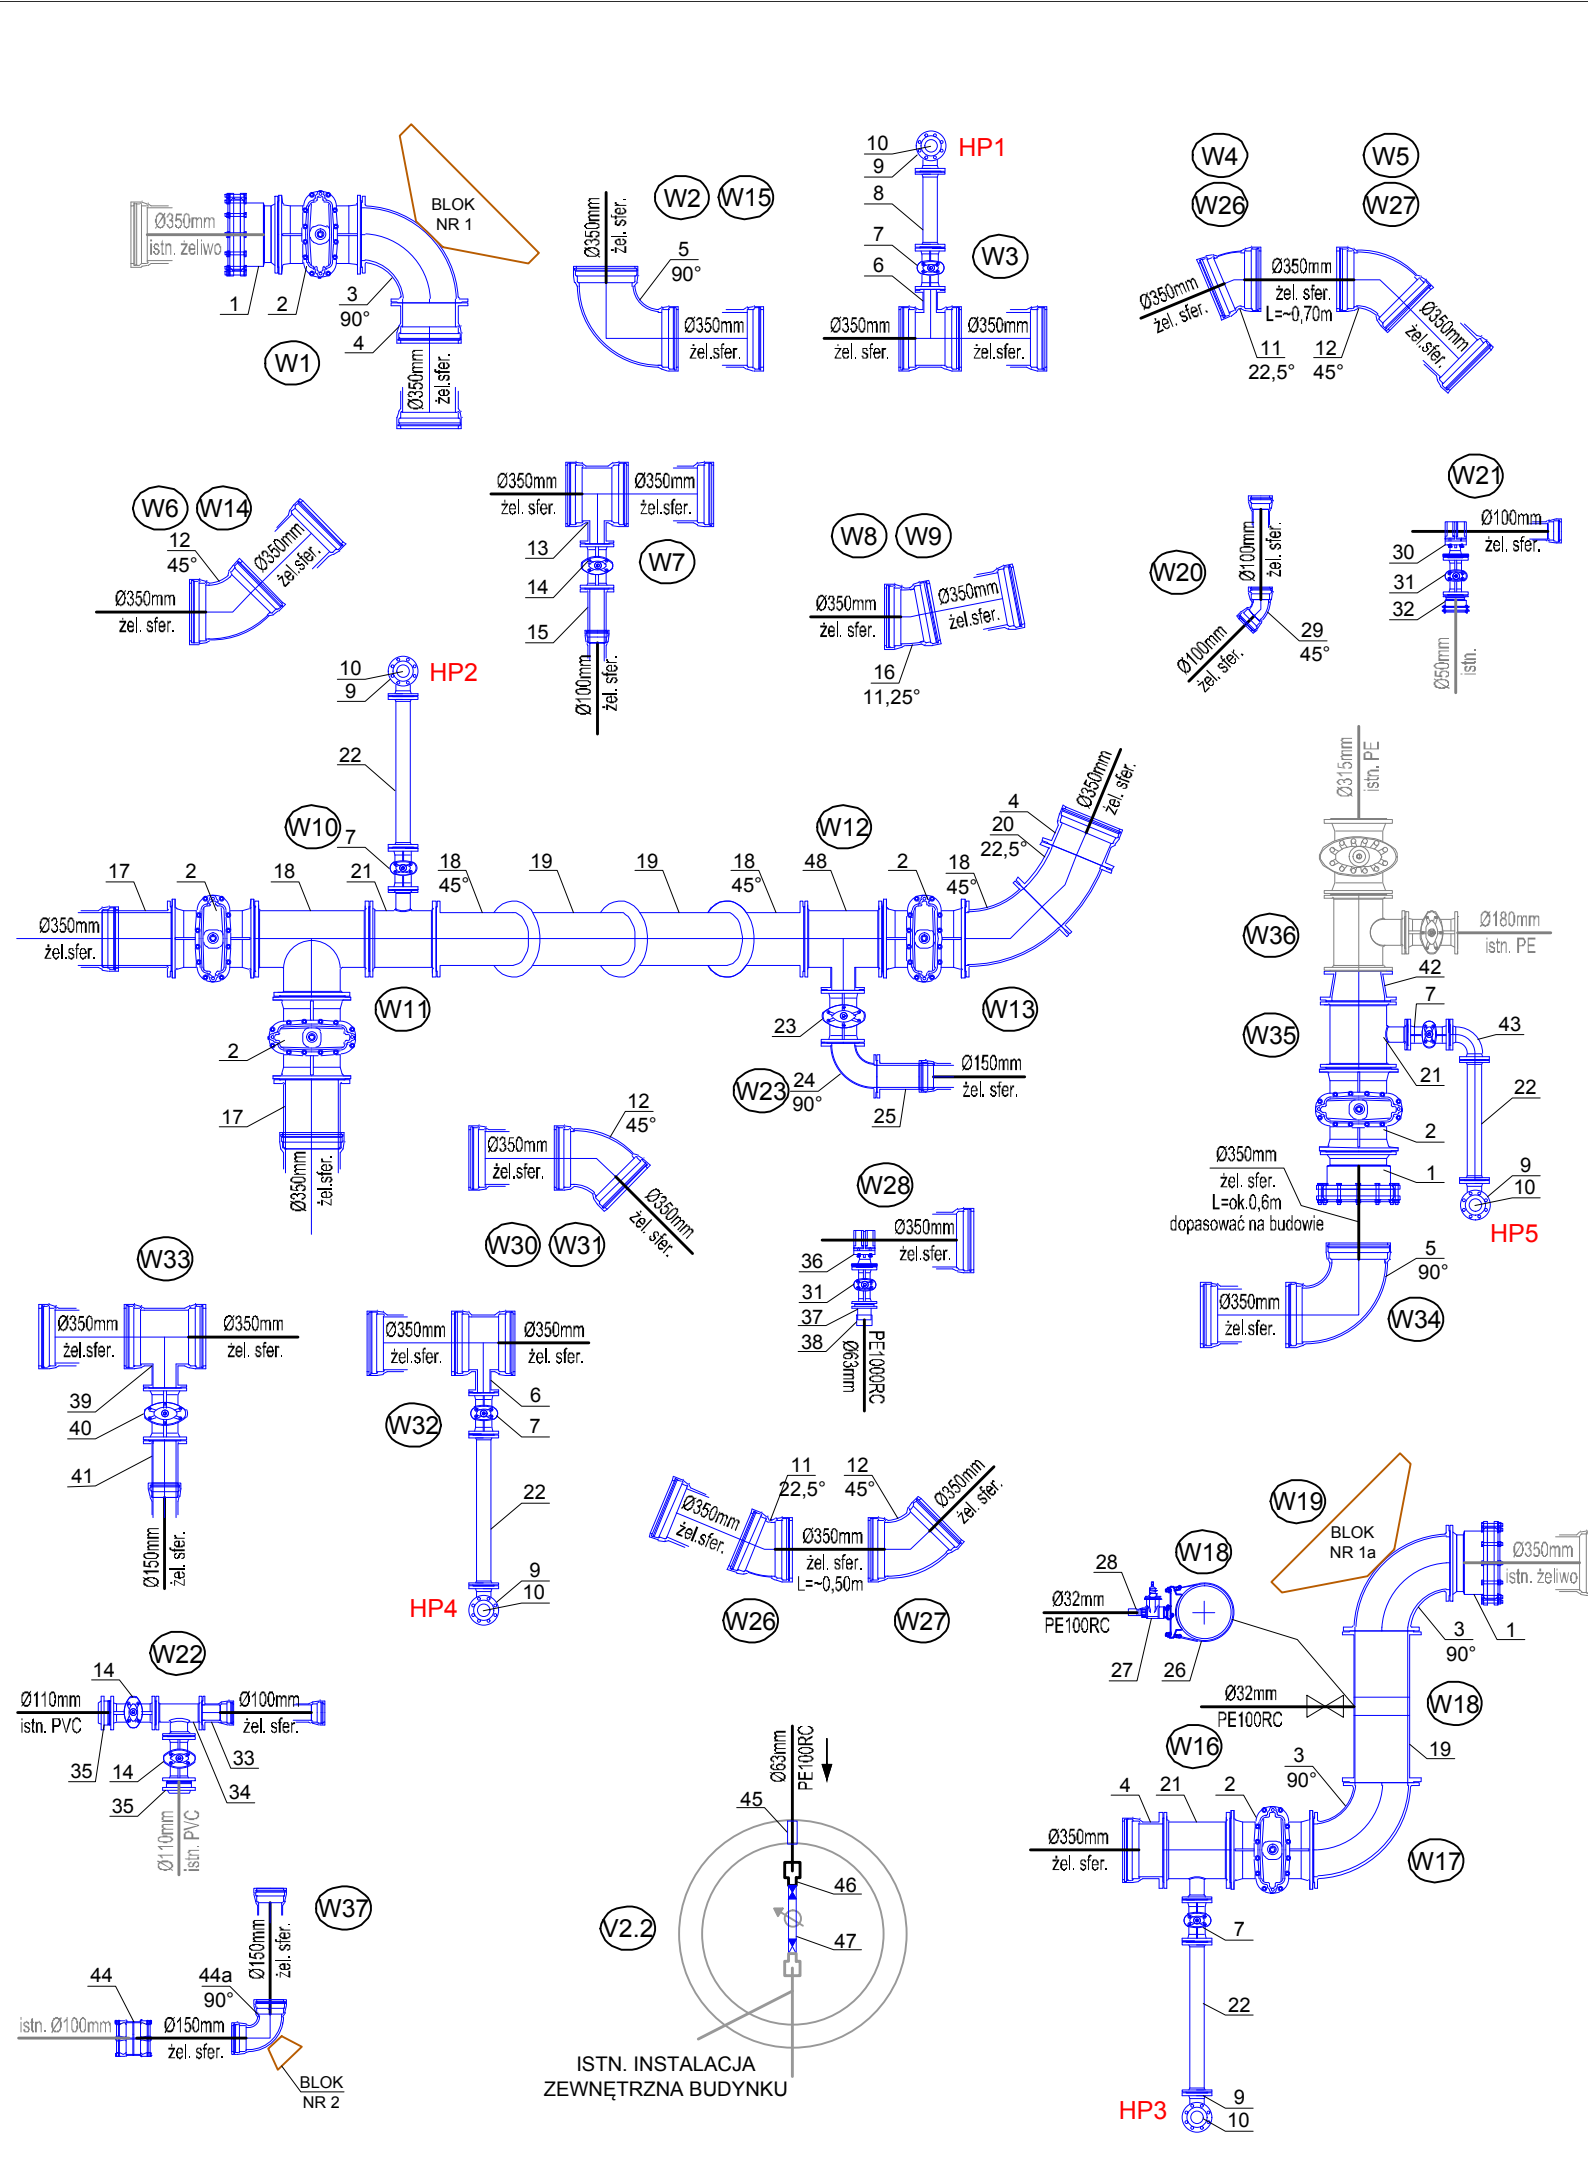 BLOK
NR 1
Ø350mm
istn. żeliwo
1
2
3
90°
4
W1
Ø350mm
żel.sfer.
W2
W15
Ø350mm
żel. sfer.
5
90°
Ø350mm
żel.sfer.
10
HP1
9
8
7
W3
6
Ø350mm
żel. sfer.
Ø350mm
żel.sfer.
W4
W5
W26
W27
Ø350mm
żel. sfer.
Ø350mm
żel. sfer.
L=~0,70m
Ø350mm
żel.sfer.
11
22,5°
12
45°
W6
W14
12
45°
Ø350mm
żel.sfer.
Ø350mm
żel. sfer.
Ø350mm
żel. sfer.
Ø350mm
żel.sfer.
13
W7
14
15
Ø100mm
żel. sfer.
W8
W9
Ø350mm
żel. sfer.
Ø350mm
żel.sfer.
16
11,25°
W20
Ø100mm
żel. sfer.
29
45°
Ø100mm
żel. sfer.
W21
Ø100mm
żel. sfer.
30
31
32
Ø50mm
istn.
10
HP2
9
22
W10
7
17
2
18
21
18
45°
19
19
18
45°
W12
48
2
18
45°
4
20
22,5°
Ø350mm
żel. sfer.
Ø350mm
żel.sfer.
W11
W13
2
23
W23
24
90°
25
Ø150mm
żel. sfer.
17
Ø350mm
żel.sfer.
Ø315mm
istn. PE
W36
Ø180mm
istn. PE
42
7
43
W35
21
22
2
Ø350mm
żel. sfer.
L=ok.0,6m
dopasować na budowie
1
9
10
HP5
5
90°
Ø350mm
żel.sfer.
W34
12
45°
Ø350mm
żel.sfer.
Ø350mm
żel. sfer.
W30
W31
W28
Ø350mm
żel.sfer.
36
31
37
38
Ø63mm
PE1000RC
W33
Ø350mm
żel.sfer.
Ø350mm
żel. sfer.
39
40
41
Ø150mm
żel. sfer.
Ø350mm
żel.sfer.
Ø350mm
żel. sfer.
6
7
W32
22
9
10
HP4
11
22,5°
12
45°
Ø350mm
żel.sfer.
Ø350mm
żel. sfer.
L=~0,50m
Ø350mm
żel. sfer.
W26
W27
W19
BLOK
NR 1a
Ø350mm
istn. żeliwo
3
90°
1
W18
28
Ø32mm
PE100RC
27
26
Ø32mm
PE100RC
W18
19
W16
3
90°
4
21
2
Ø350mm
żel. sfer.
W17
7
22
9
10
HP3
W22
14
Ø110mm
istn. PVC
Ø100mm
żel. sfer.
35
14
33
34
35
Ø110mm
istn. PVC
W37
Ø150mm
żel. sfer.
44
44a
90°
istn. Ø100mm
Ø150mm
żel. sfer.
BLOK
NR 2
Ø63mm
PE100RC
45
46
V2.2
47
ISTN. INSTALACJA
ZEWNĘTRZNA BUDYNKU